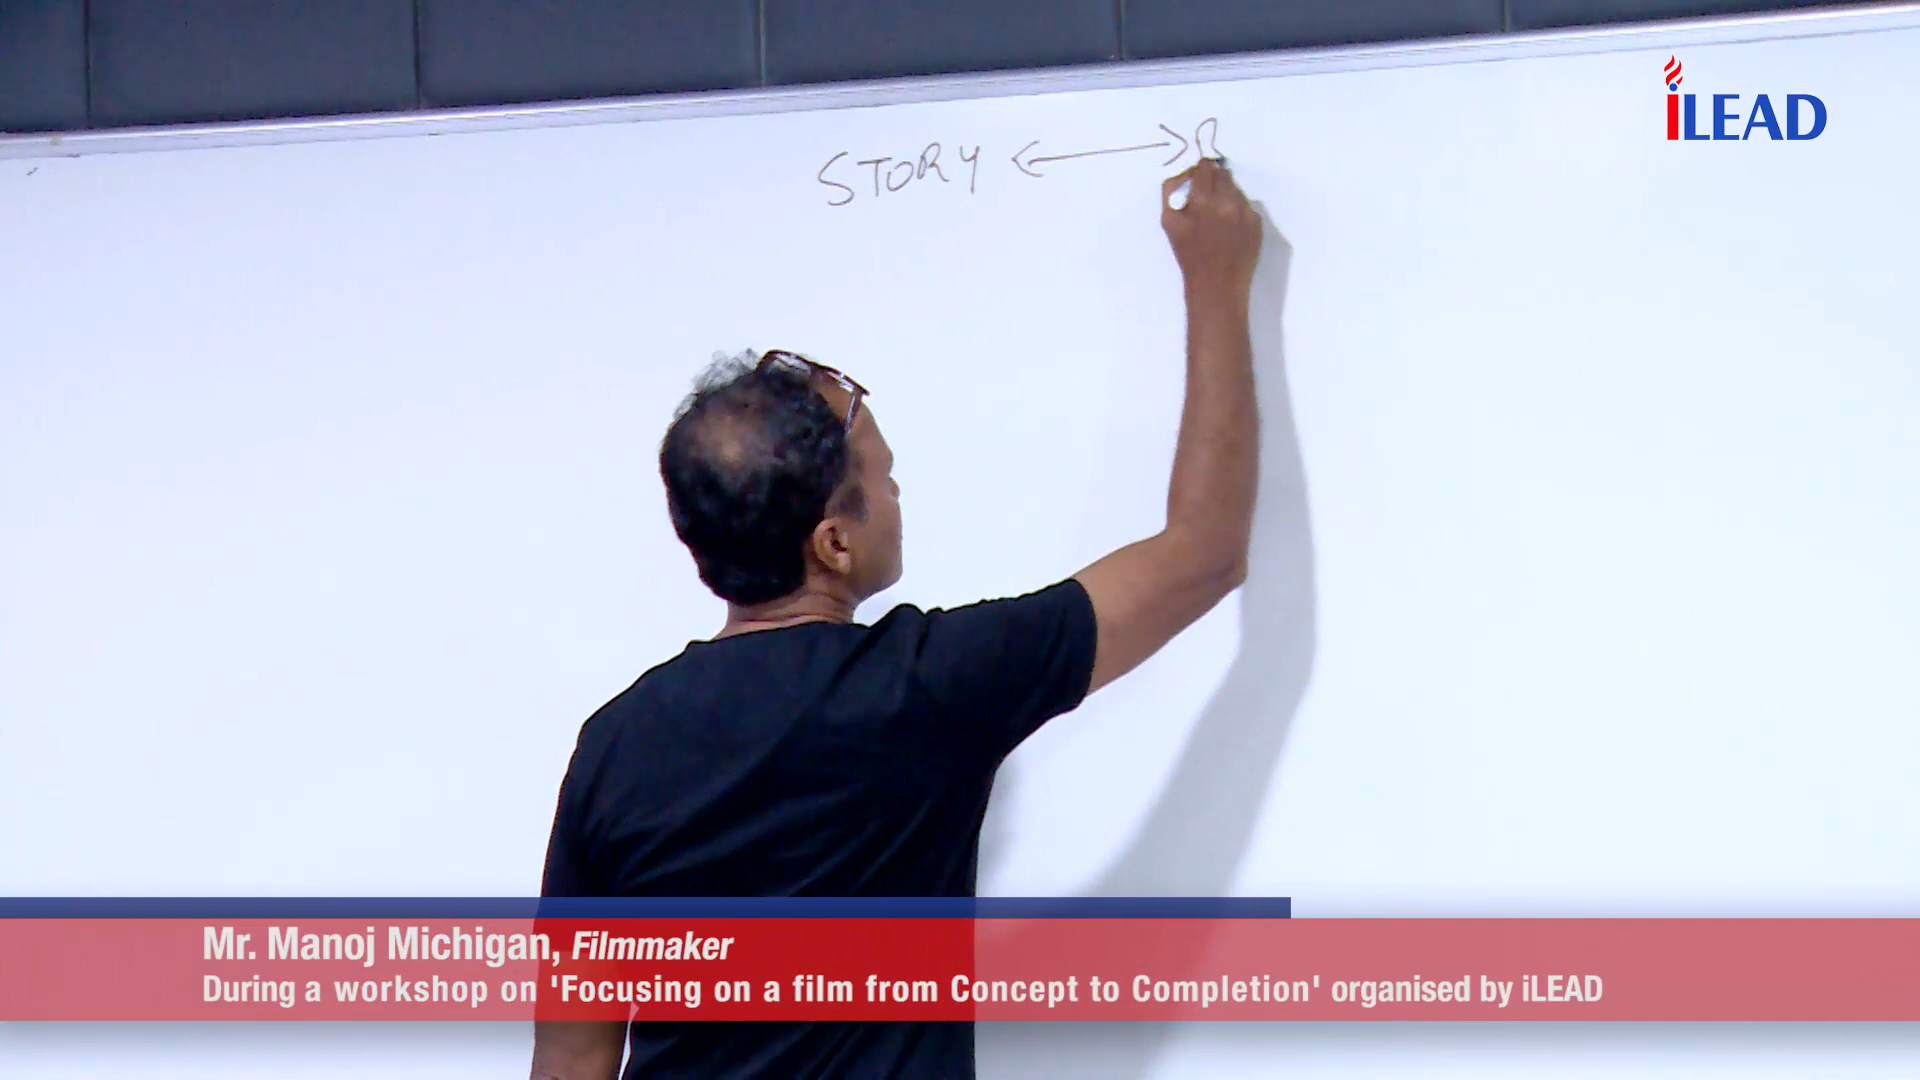 iLEAD
STORY <-> B
Mr. Manoj Michigan, Filmmaker
During a workshop on 'Focusing on a film from Concept to Completion' organised by iLEAD